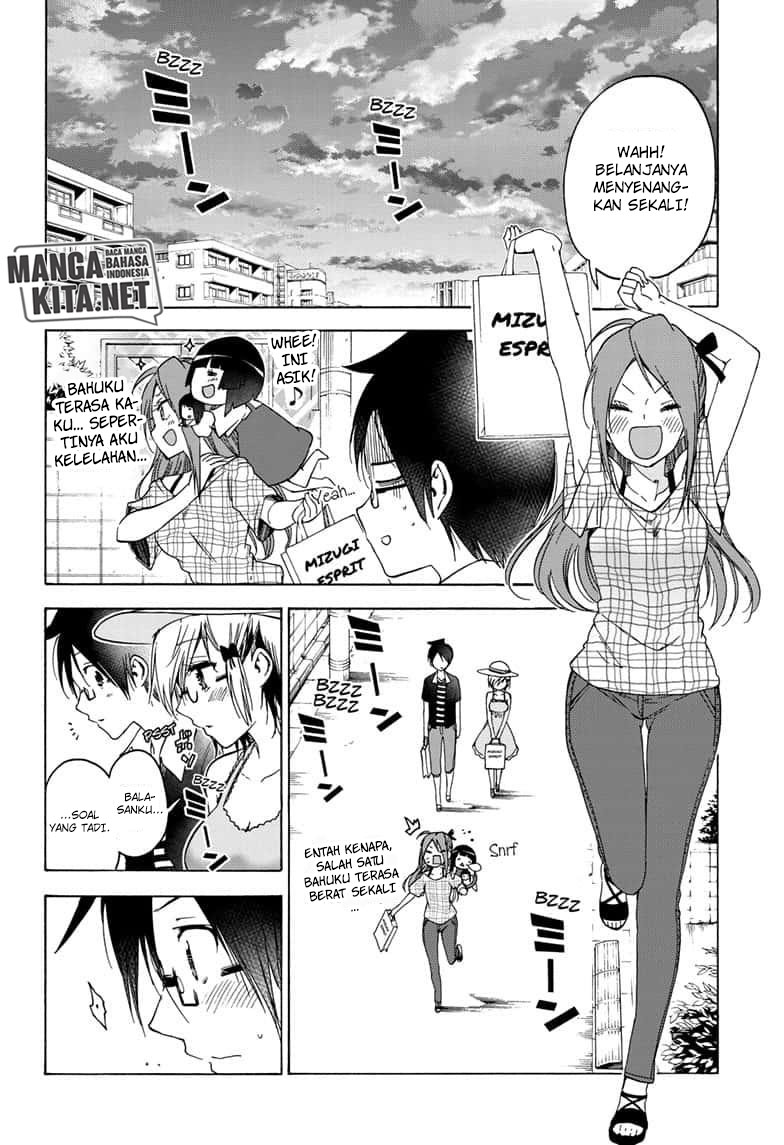 BZZZ
BZZZ
WAHH!
BELANJANYA
MENYENANG-
KAN SEKALI!
MANGA
KITA.NET
BACA MANGA
BAHASA
INDONESIA
MIZUGI
ESPRIT
WHEE!
INI
ASIK!
BAHUKU
TERASA KA-
KU... SEPER-
TINYA AKU
KELELAHAN...
Yeah...
MIZUGI
ESPRIT
PSST
BZZZ
BALA-
SANKU...
...SOAL
YANG TADI.
BZZZ
BZZZ
MIZUGI
ESPRIT
ENTAH KENAPA,
SALAH SATU
BAHUKU TERASA
BERAT SEKALI
...
Snrf
BZZZ